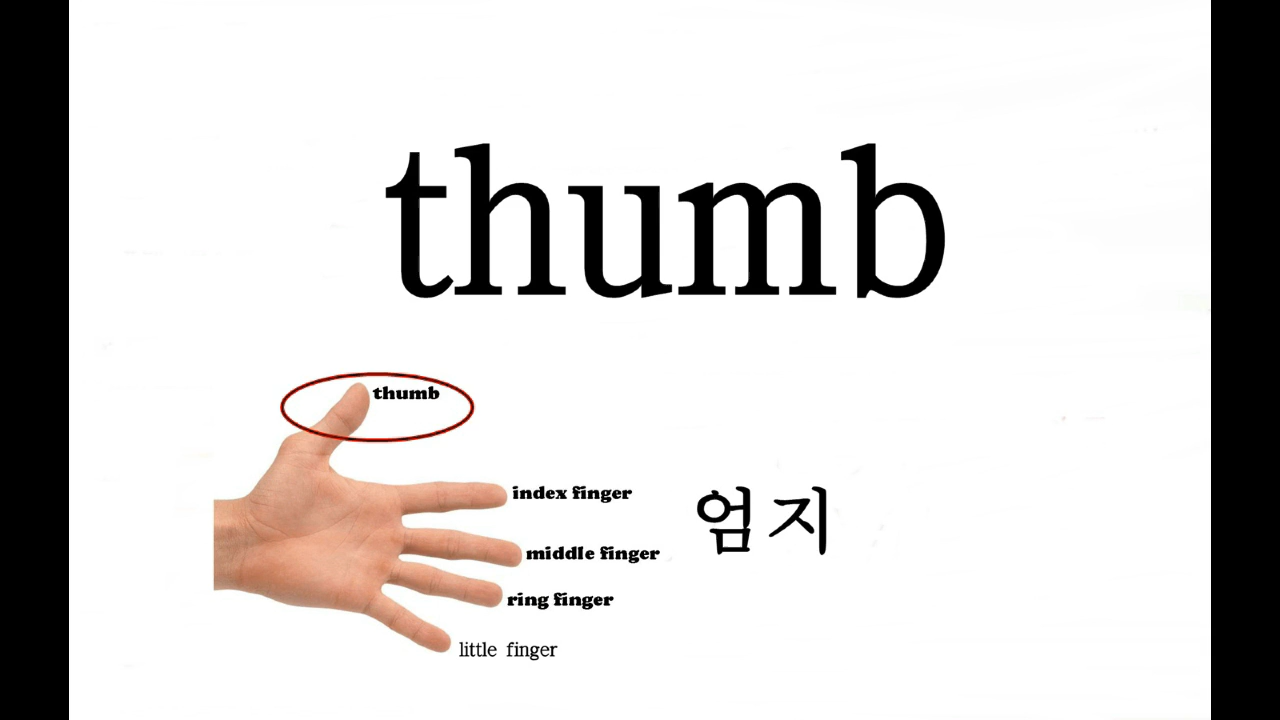 thumb
thumb
index finger
middle finger
ring finger
엄지
little finger